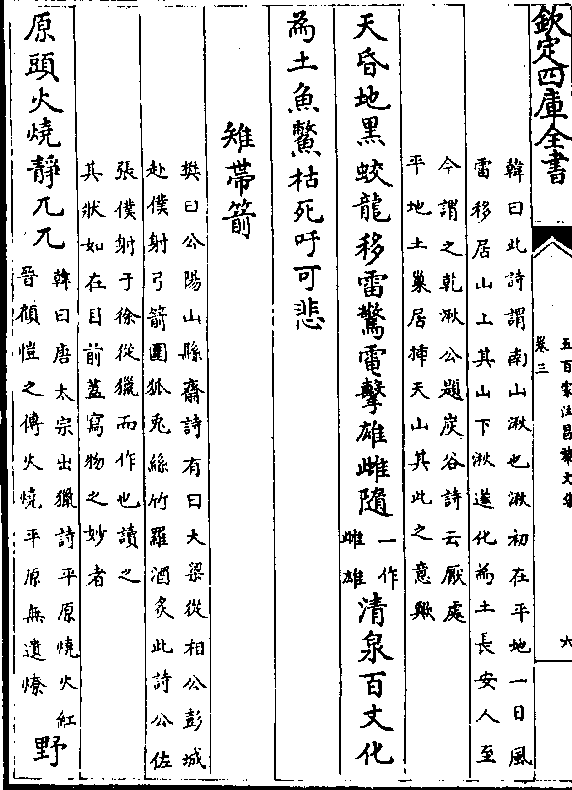 欽定四庫全書
五百家注昌黎文集
卷三
六
韓曰此詩謂南山湫也湫初在平地一日風
雷移居山上其山下湫遂化為土長安人至
今謂之乾湫公題炭谷詩云厭處
平地土巢居揷天山其此之意歟
天昏地黒蛟龍移雷驚電擊雄雌隨
一作
雌雄
清泉百丈化
為土魚鱉枯死吁可悲
雉帶箭
樊曰公陽山縣齋詩有曰大梁從相公彭城
赴僕射弓箭圍狐兎絲竹羅酒炙此詩公佐
張僕射于徐從獵而作也讀之
其狀如在目前蓋寫物之妙者
原頭火燒靜兀兀
韓曰唐太宗出獵詩平原燒火紅
晉顧愷之傳火燒平原無遺燎
野